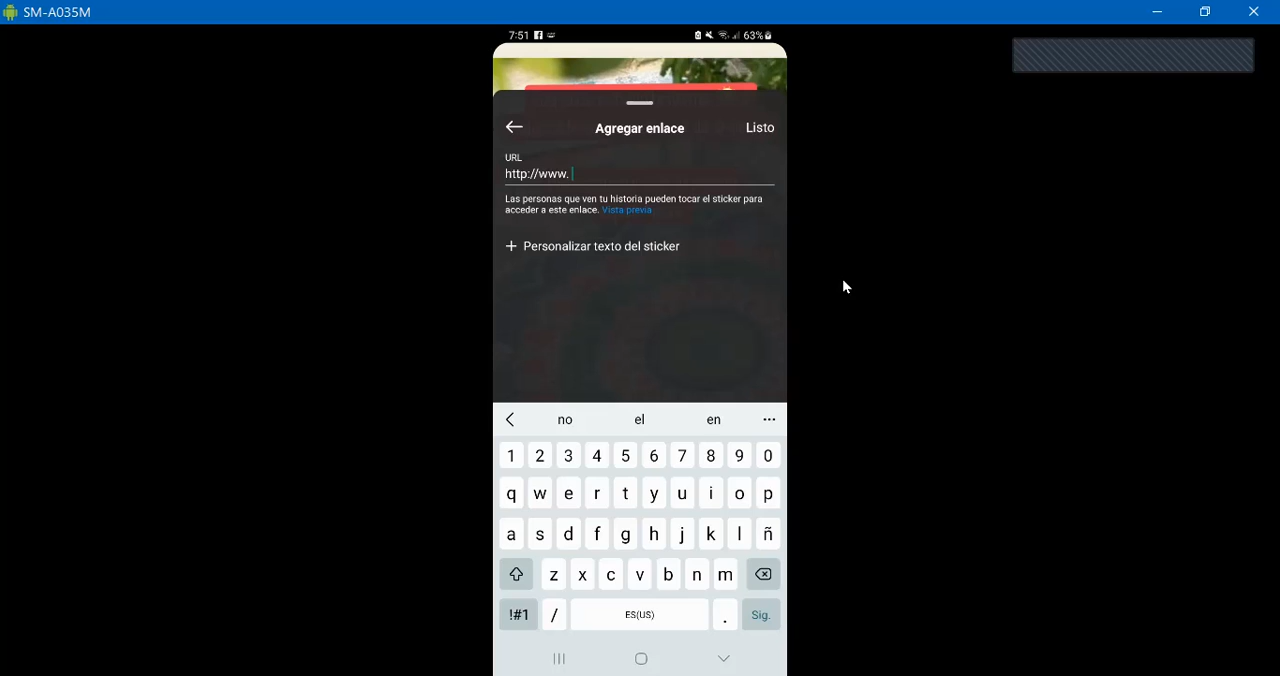 SM-A035M
7:51 63%
Agregar enlace Listo
URL
http://www.
Las personas que ven tu historia pueden tocar el sticker para
acceder a este enlace. Vista previa
+ Personalizar texto del sticker
no el en ...
1 2 3 4 5 6 7 8 9 0
q w e r t y u i o p
a s d f g h j k l ñ
z x c v b n m
!#1 / ES(US) . Sig.